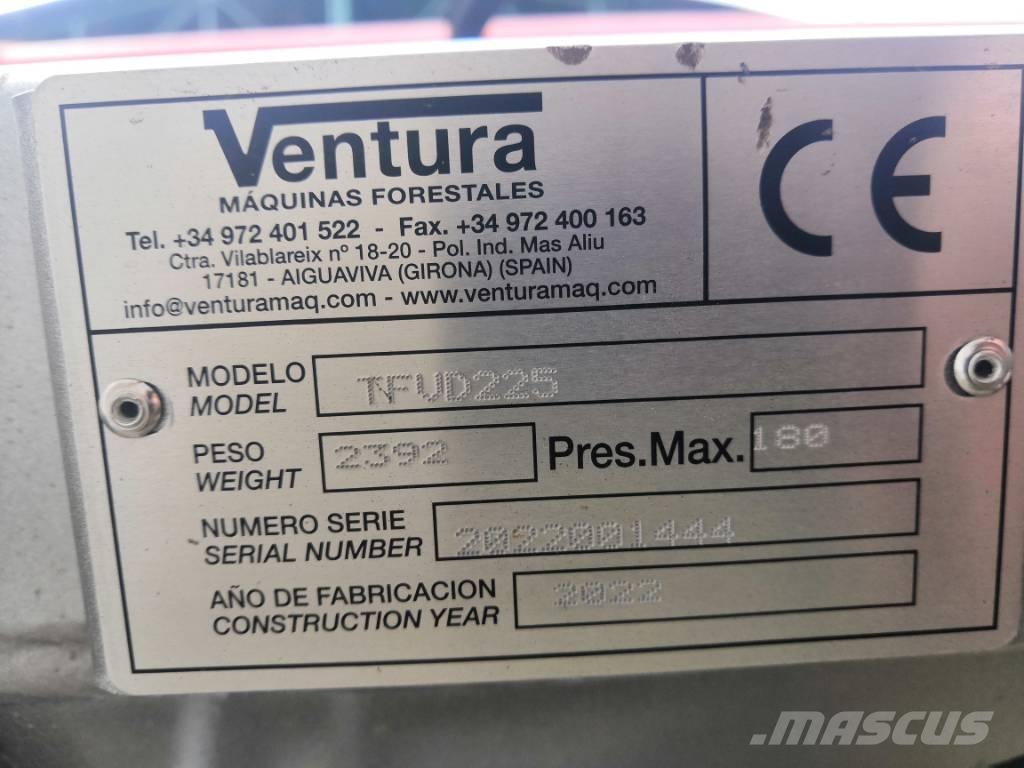 Ventura
MÁQUINAS FORESTALES
Tel. +34 972 401 522 - Fax. +34 972 400 163
Ctra. Vilablareix nº 18-20 - Pol. Ind. Mas Aliu
17181 - AIGUAVIVA (GIRONA) (SPAIN)
info@venturamaq.com - www.venturamaq.com
CE
MODELO
MODEL
TFVD225
PESO
WEIGHT
2392
Pres.Max. 180
NUMERO SERIE
SERIAL NUMBER
2022001444
AÑO DE FABRICACION
CONSTRUCTION YEAR
2022
MASCUS